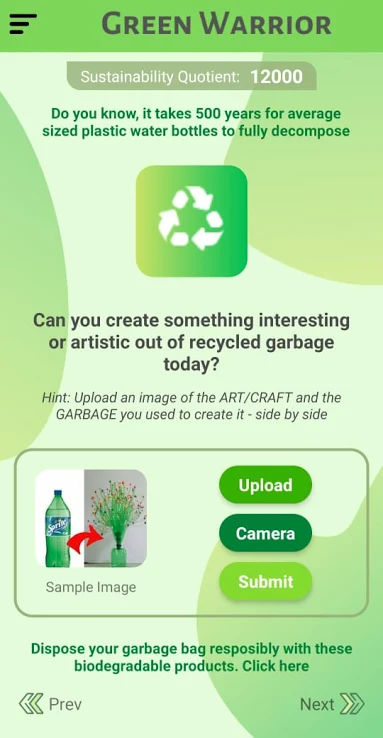 GREEN WARRIOR
Sustainability Quotient: 12000
Do you know, it takes 500 years for average
sized plastic water bottles to fully decompose
Can you create something interesting
or artistic out of recycled garbage
today?
Hint: Upload an image of the ART/CRAFT and the
GARBAGE you used to create it - side by side
Upload
Sprite
Camera
Sample Image
Submit
Dispose your garbage bag resposibly with these
biodegradable products. Click here
Prev
Next